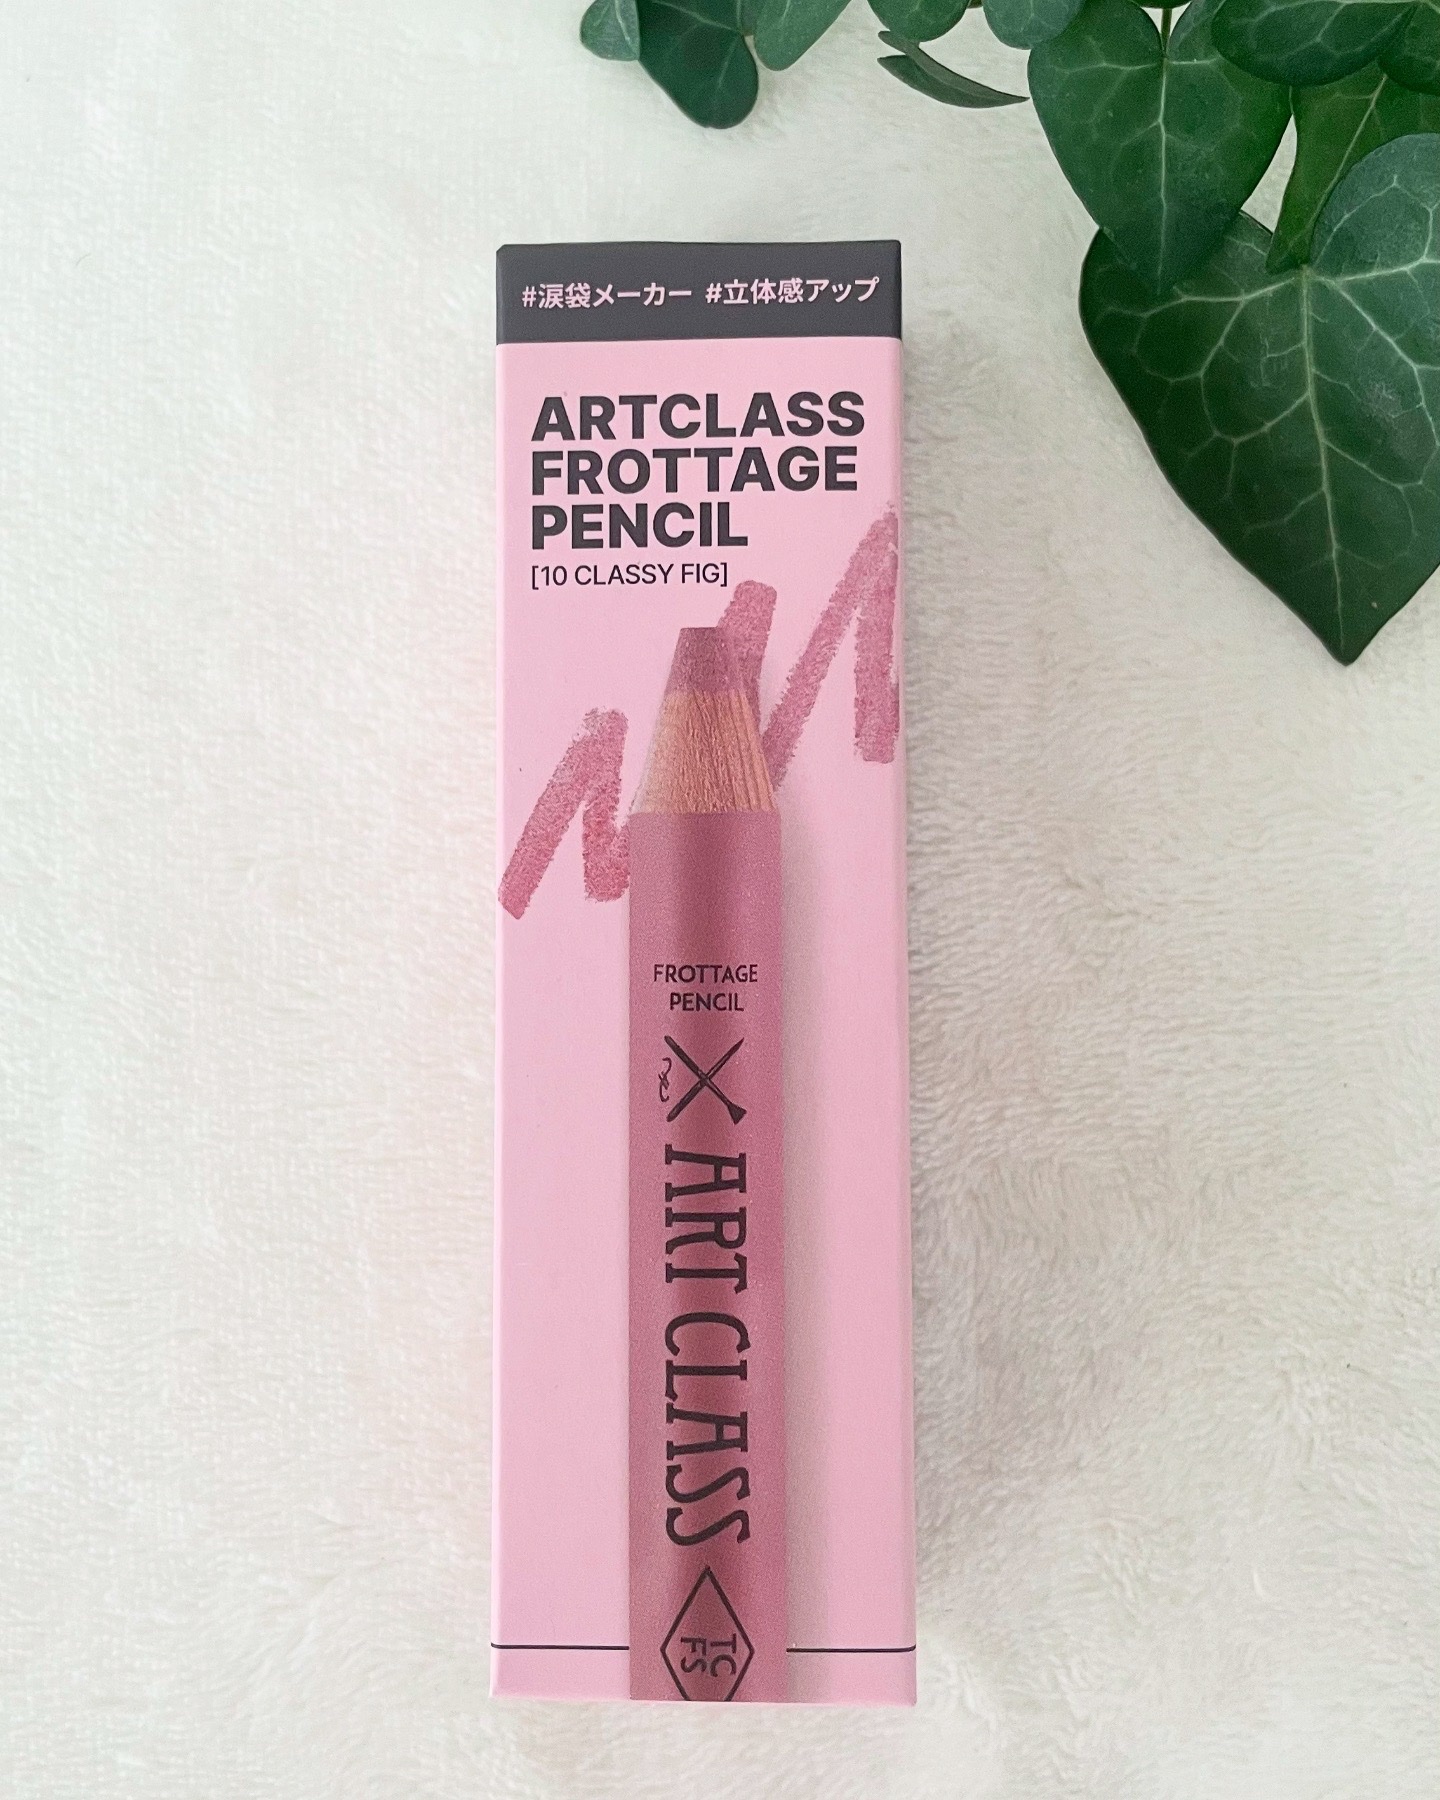 #涙袋メーカー #立体感アップ
ARTCLASS
FROTTAGE
PENCIL
[10 CLASSY FIG]
FROTTAGE
PENCIL
ART CLASS
TC
FS